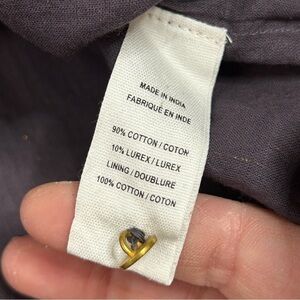 MADE IN INDIA
FABRIQUÉ EN INDE
90% COTTON / COTON
10% LUREX / LUREX
LINING / DOUBLURE
100% COTTON / COTON